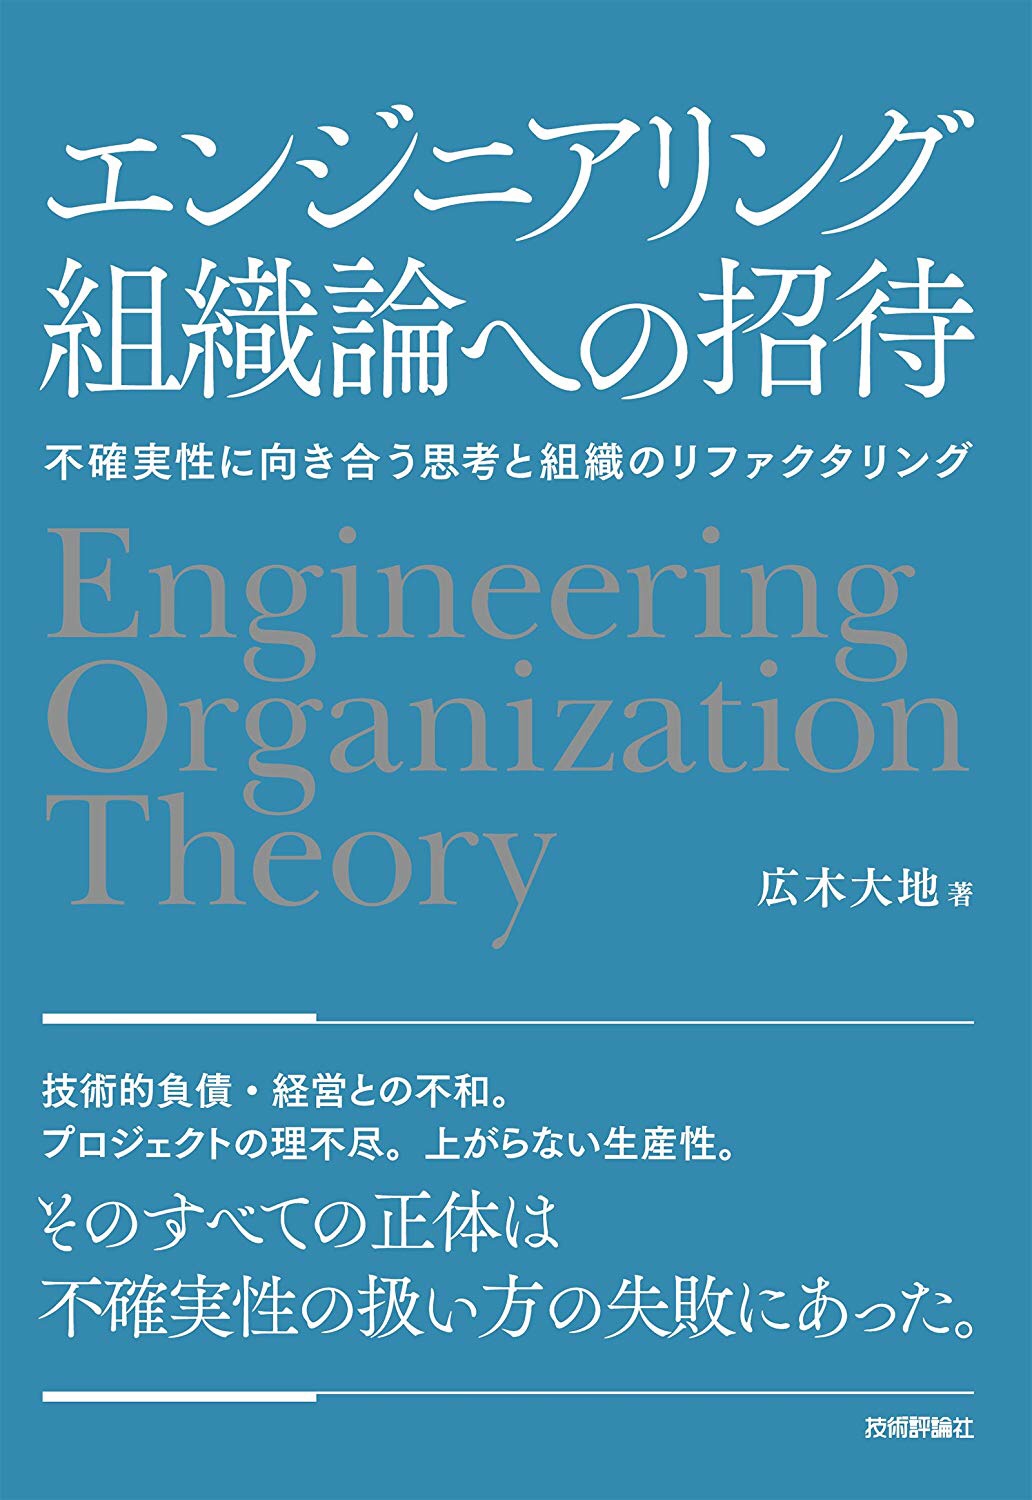 エンジニアリング
組織論への招待
不確実性に向き合う思考と組織のリファクタリング
Engineering
Organization
Theory
広木大地 著
技術的負債・経営との不和。
プロジェクトの理不尽。上がらない生産性。
そのすべての正体は
不確実性の扱い方の失敗にあった。
技術評論社